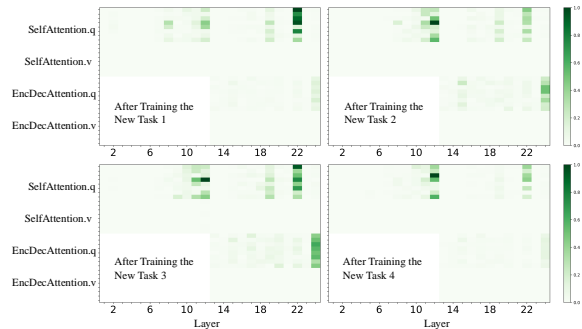 SelfAttention.q
SelfAttention.v
EncDecAttention.q
EncDecAttention.v
After Training the
New Task 1
2 6 10 14 18 22
After Training the
New Task 2
2 6 10 14 18 22
1.0
0.8
0.6
0.4
0.2
0.0
SelfAttention.q
SelfAttention.v
EncDecAttention.q
EncDecAttention.v
After Training the
New Task 3
2 6 10 14 18 22
Layer
After Training the
New Task 4
2 6 10 14 18 22
Layer
1.0
0.8
0.6
0.4
0.2
0.0